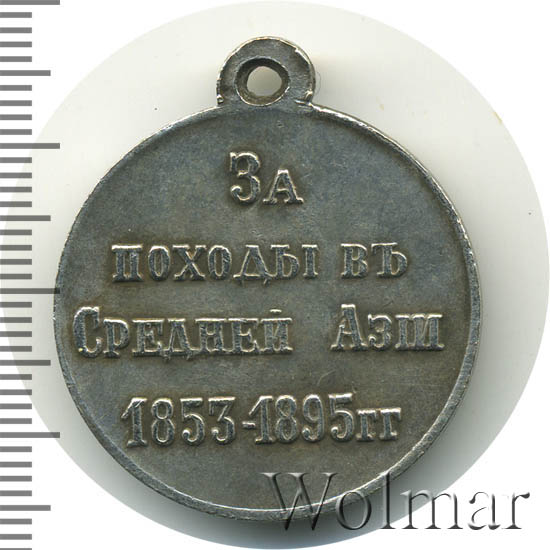 За
походы въ
Средней Азіи
1853-1895гг
Wolmar